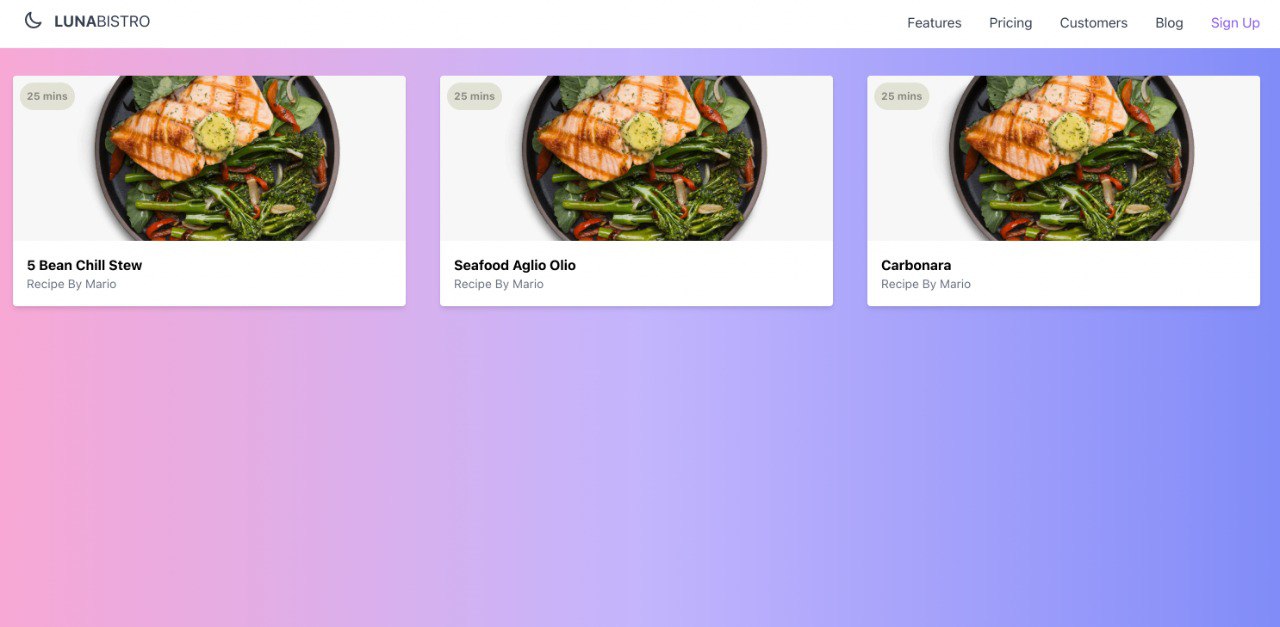 LUNABISTRO
Features Pricing Customers Blog Sign Up
25 mins
5 Bean Chill Stew
Recipe By Mario
25 mins
Seafood Aglio Olio
Recipe By Mario
25 mins
Carbonara
Recipe By Mario